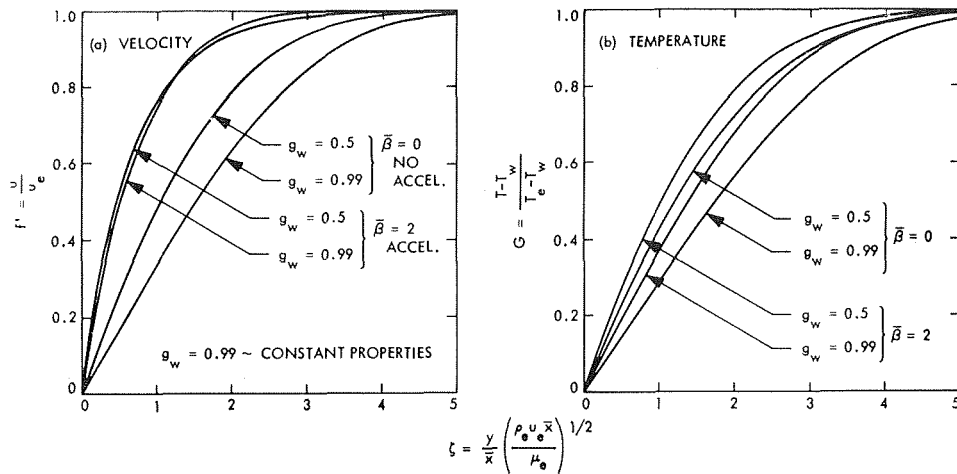 (a) VELOCITY
1.0
0.8
0.6
0.4
0.2
0
f' = u/u_e
g_w = 0.5
g_w = 0.99
β̄ = 0
NO
ACCEL.
g_w = 0.5
g_w = 0.99
β̄ = 2
ACCEL.
g_w = 0.99 ~ CONSTANT PROPERTIES
0 1 2 3 4 5
(b) TEMPERATURE
1.0
0.8
0.6
0.4
0.2
0
G = (T-T_w)/(T_e-T_w)
g_w = 0.5
g_w = 0.99
β̄ = 0
g_w = 0.5
g_w = 0.99
β̄ = 2
0 1 2 3 4 5
ζ = y/x̄ (ρ_e u_e x̄/μ_e)^1/2